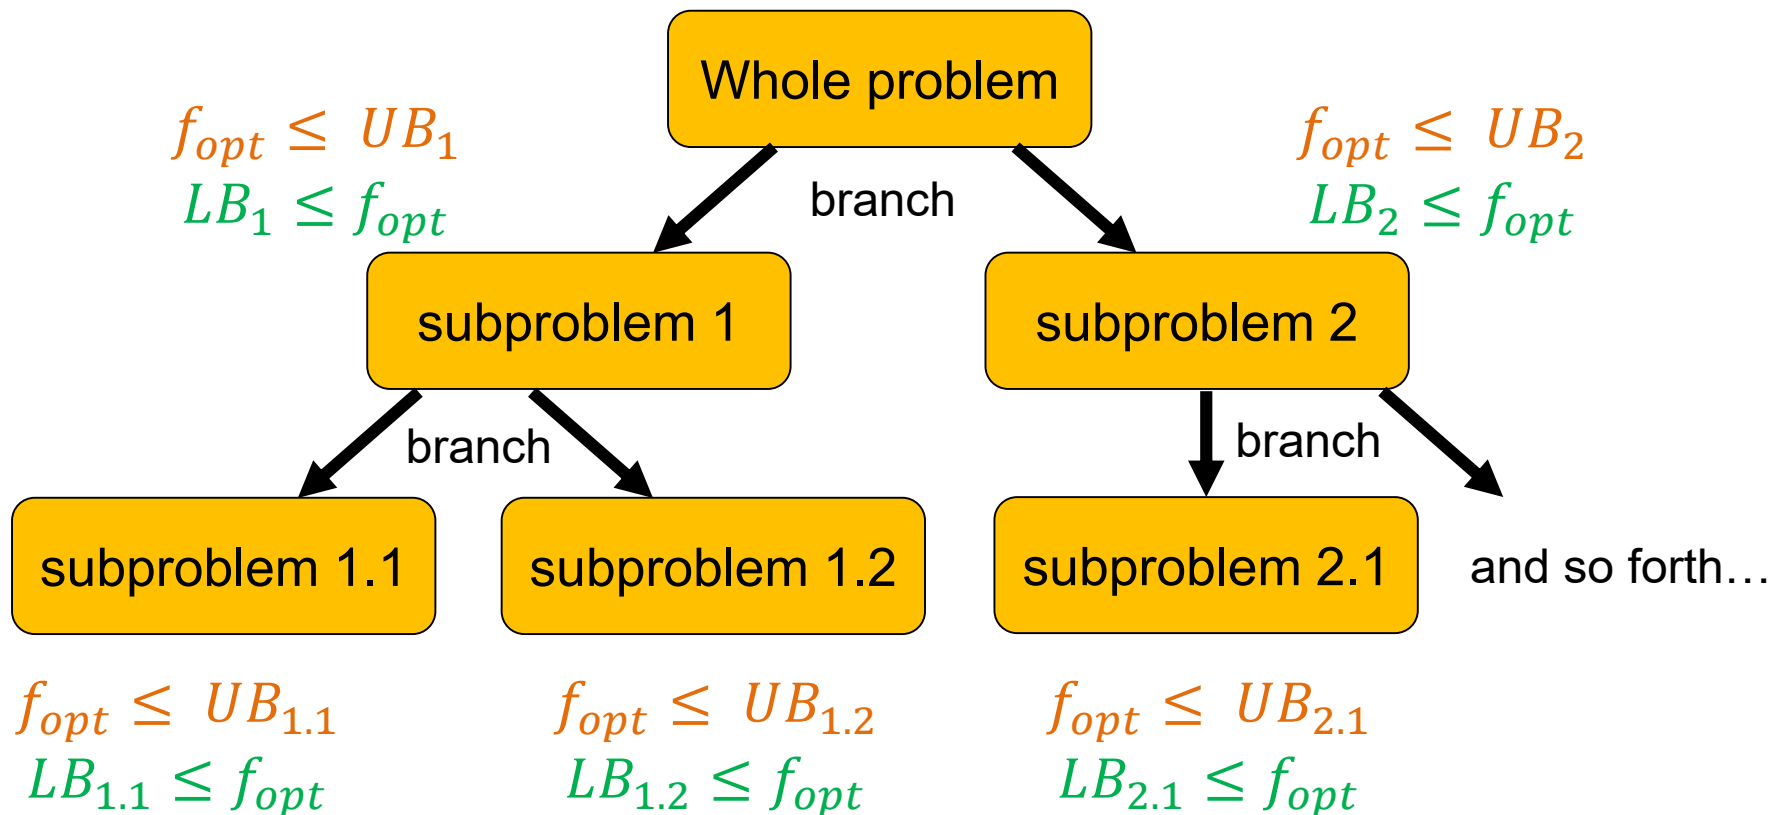 Whole problem
f_opt ≤ UB_1
LB_1 ≤ f_opt
branch
f_opt ≤ UB_2
LB_2 ≤ f_opt
subproblem 1
subproblem 2
branch
branch
subproblem 1.1
subproblem 1.2
subproblem 2.1
and so forth…
f_opt ≤ UB_1.1
LB_1.1 ≤ f_opt
f_opt ≤ UB_1.2
LB_1.2 ≤ f_opt
f_opt ≤ UB_2.1
LB_2.1 ≤ f_opt